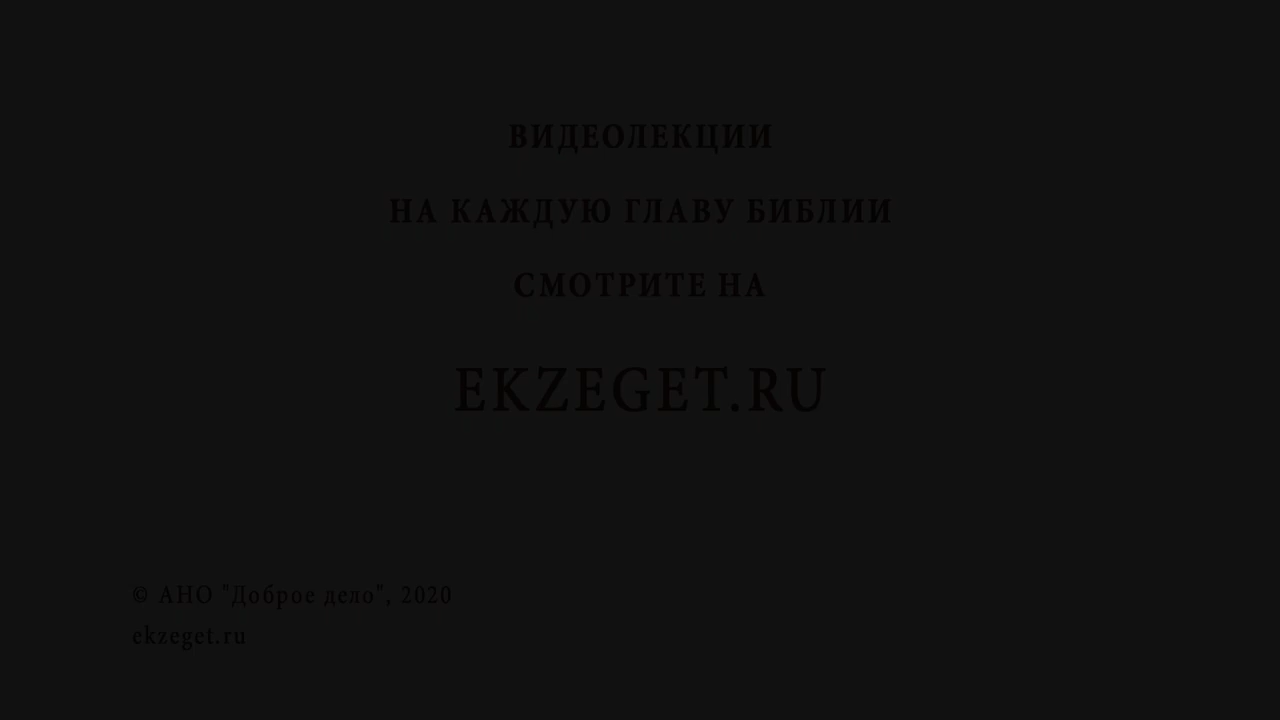 ВИДЕОЛЕКЦИИ
НА КАЖДУЮ ГЛАВУ БИБЛИИ
СМОТРИТЕ НА
EKZEGET.RU
© АНО "Доброе дело", 2020
ekzeget.ru